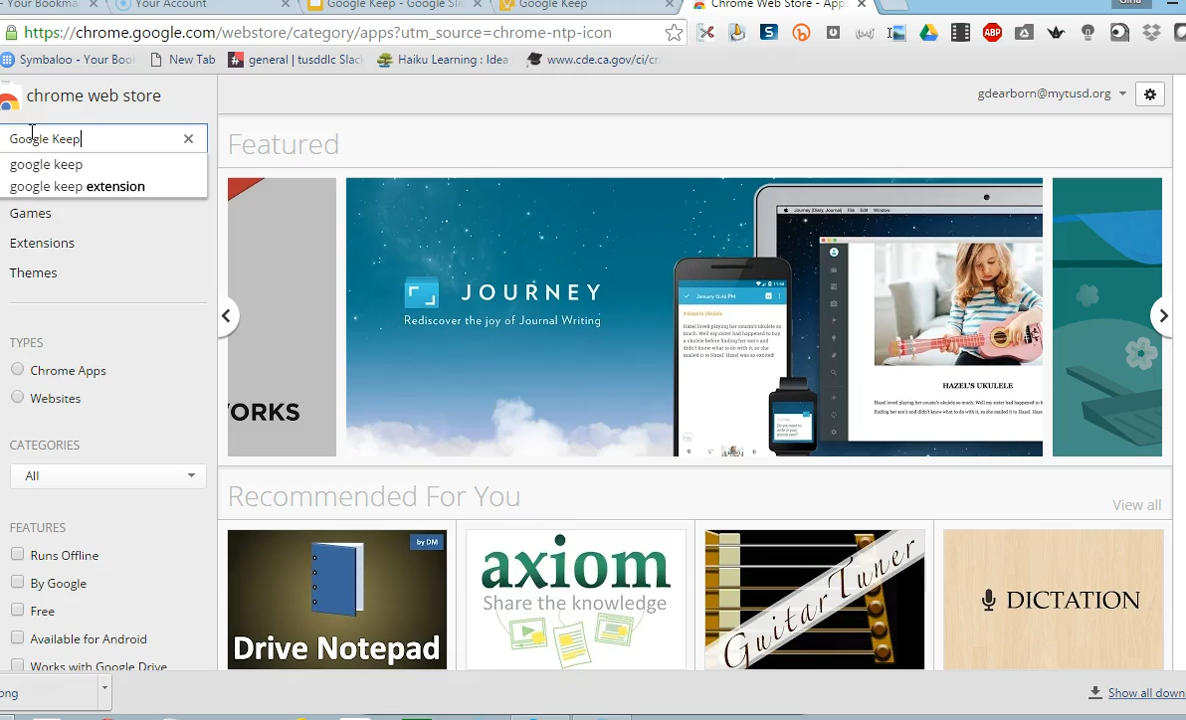 - Your Bookma
Your Account
Google Keep - Google Sli
Google Keep
Chrome Web Store - Apps
Gina
https://chrome.google.com/webstore/category/apps?utm_source=chrome-ntp-icon
Symbaloo - Your Boo
New Tab
general | tusddlc Slac
Haiku Learning : Idea
www.cde.ca.gov/ci/cr
chrome web store
gdearborn@mytusd.org
Google Keep
google keep
google keep extension
Games
Extensions
Themes
TYPES
Chrome Apps
Websites
CATEGORIES
All
FEATURES
Runs Offline
By Google
Free
Available for Android
Works with Google Drive
Featured
WORKS
JOURNEY
Rediscover the joy of Journal Writing
HAZEL'S UKULELE
Recommended For You
View all
by DM
Drive Notepad
axiom
Share the knowledge
GuitarTuner
DICTATION
ong
Show all down